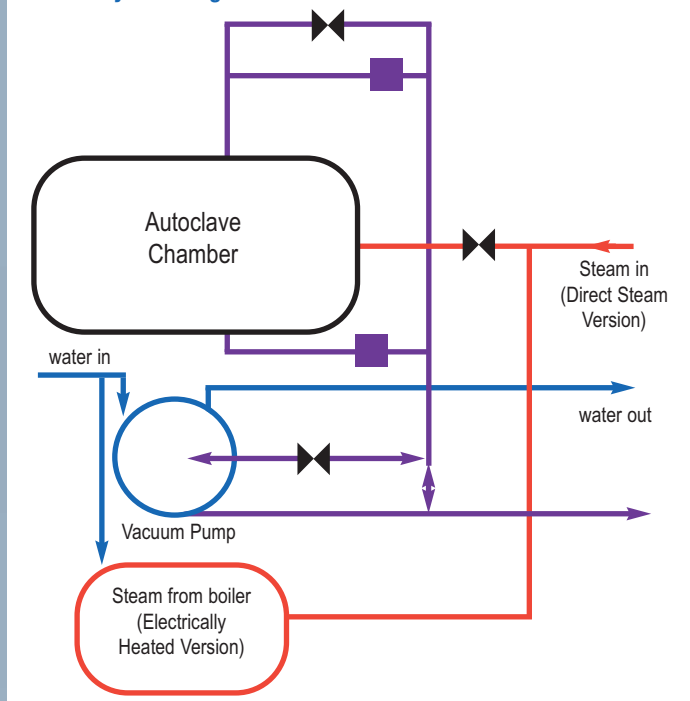 Autoclave
Chamber
Steam in
(Direct Steam
Version)
water in
water out
Vacuum Pump
Steam from boiler
(Electrically
Heated Version)